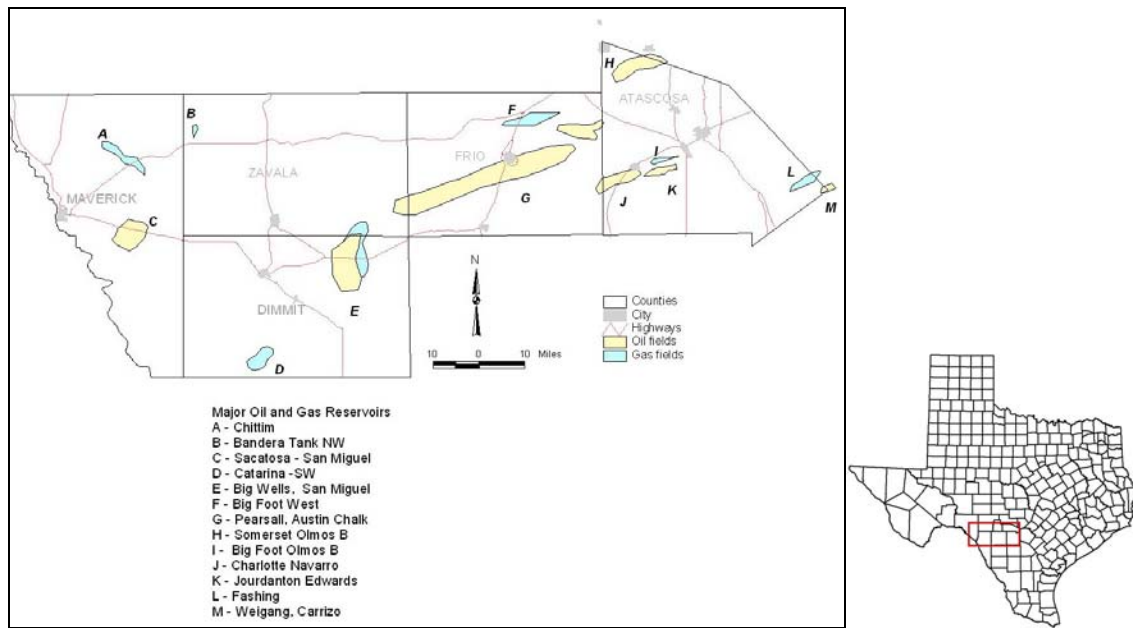 H
ATASCOSA
B
F
A
FRIO
I
ZAVALA
L
K
MAVERICK
G
J
M
C
N
E
DIMMIT
D
10 0 10 Miles
Counties
City
Highways
Oil fields
Gas fields
Major Oil and Gas Reservoirs
A - Chittim
B - Bandera Tank NW
C - Sacatosa - San Miguel
D - Catarina -SW
E - Big Wells, San Miguel
F - Big Foot West
G - Pearsall, Austin Chalk
H - Somerset Olmos B
I - Big Foot Olmos B
J - Charlotte Navarro
K - Jourdanton Edwards
L - Fashing
M - Weigang, Carrizo